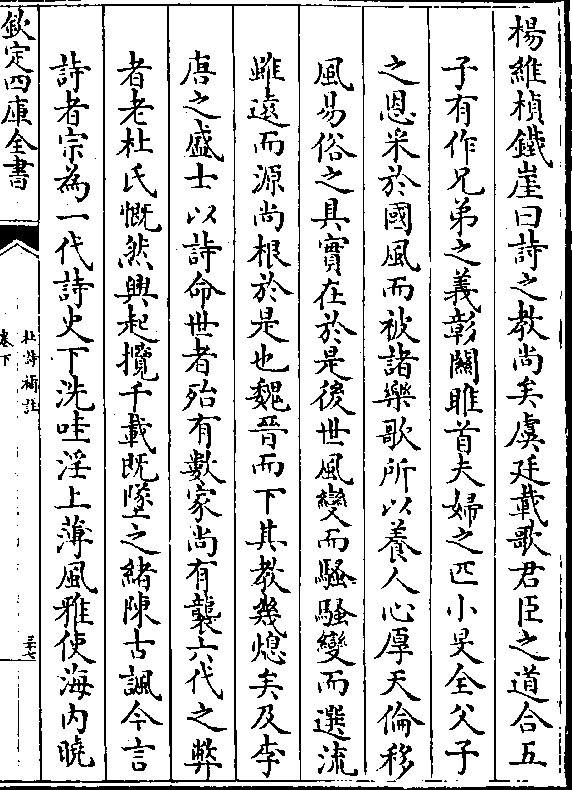 楊維楨鐵崖曰詩之教尚矣虞廷載歌君臣之道合五
子有作兄弟之義彰關雎首夫婦之匹小旻全父子
之恩采於國風而被諸樂歌所以養人心厚天倫移
風易俗之具實在於是後世風變而騷騷變而選流
雖遠而源尚根於是也魏晉而下其教幾熄矣及李
唐之盛士以詩命世者殆有數家尚有襲六代之弊
者老杜氏慨然興起攬千載既墜之緒陳古諷今言
詩者宗為一代詩史下洗哇淫上薄風雅使海内曉
欽定四庫全書
卷下